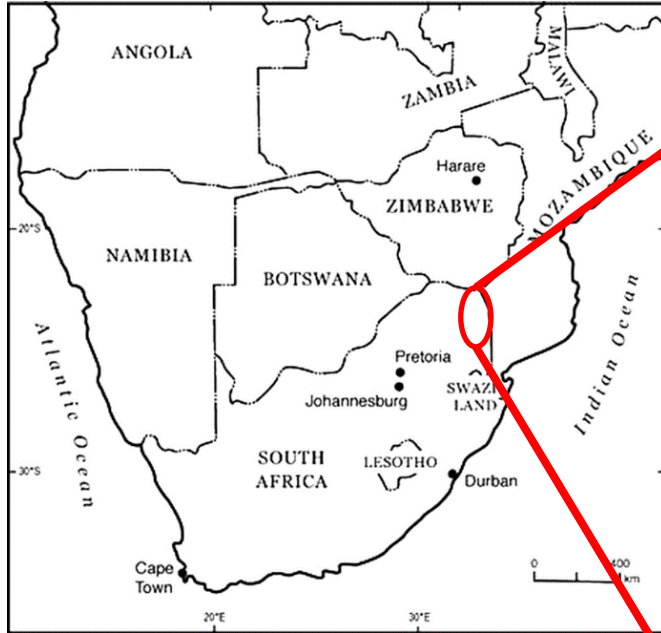 ANGOLA
ZAMBIA
MALAWI
Harare
ZIMBABWE
MOZAMBIQUE
20°S
NAMIBIA
BOTSWANA
Atlantic Ocean
Indian Ocean
Pretoria
Johannesburg
SWAZI
LAND
SOUTH
AFRICA
LESOTHO
30°S
Durban
Cape
Town
0
400
km
20°E
30°E